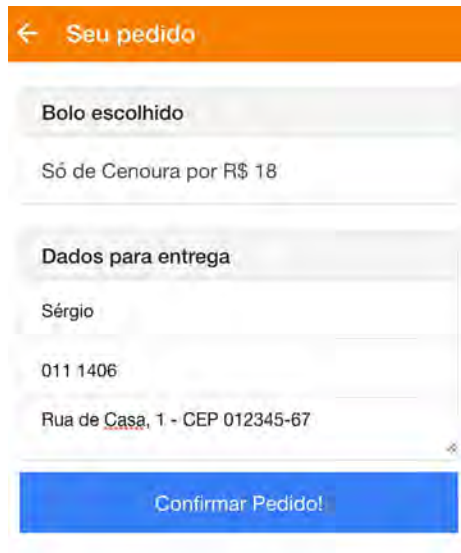 Seu pedido
Bolo escolhido
Só de Cenoura por R$ 18
Dados para entrega
Sérgio
011 1406
Rua de Casa, 1 - CEP 012345-67
Confirmar Pedido!